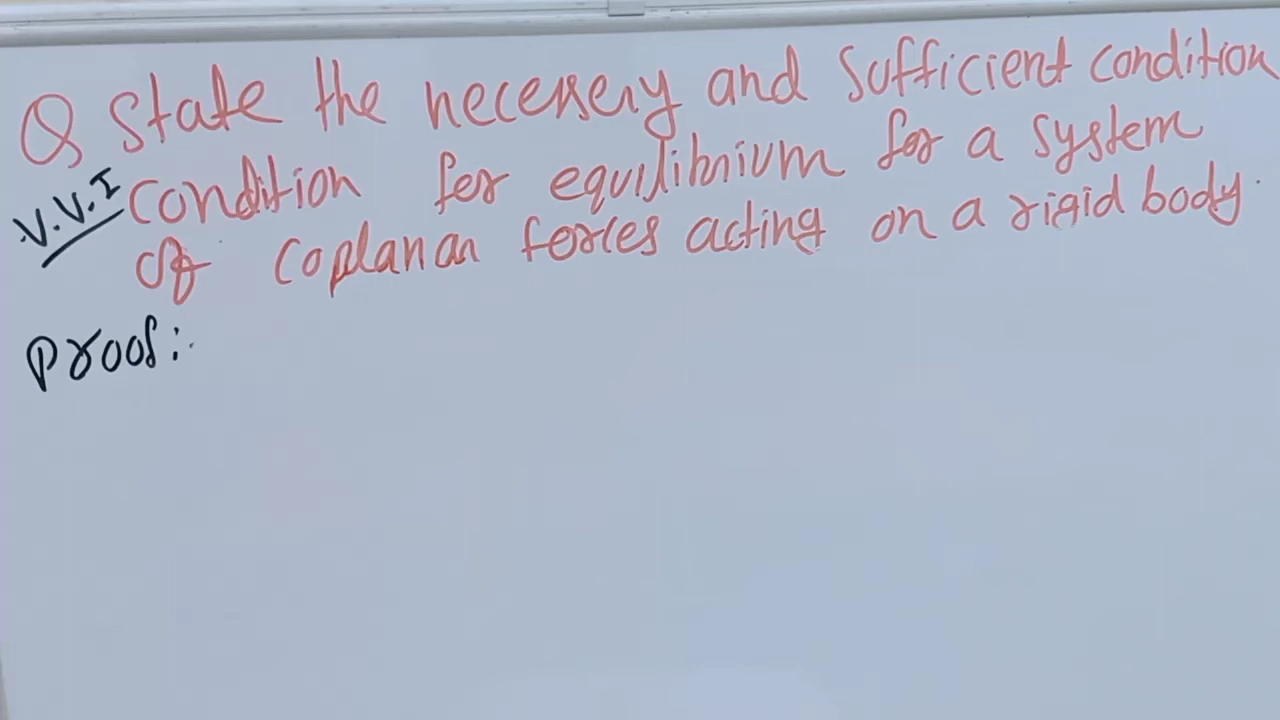 Q State the necessery and Sufficient condition
V.V.I condition for equilibrium for a system
of coplanar forces acting on a rigid body.
Proof: